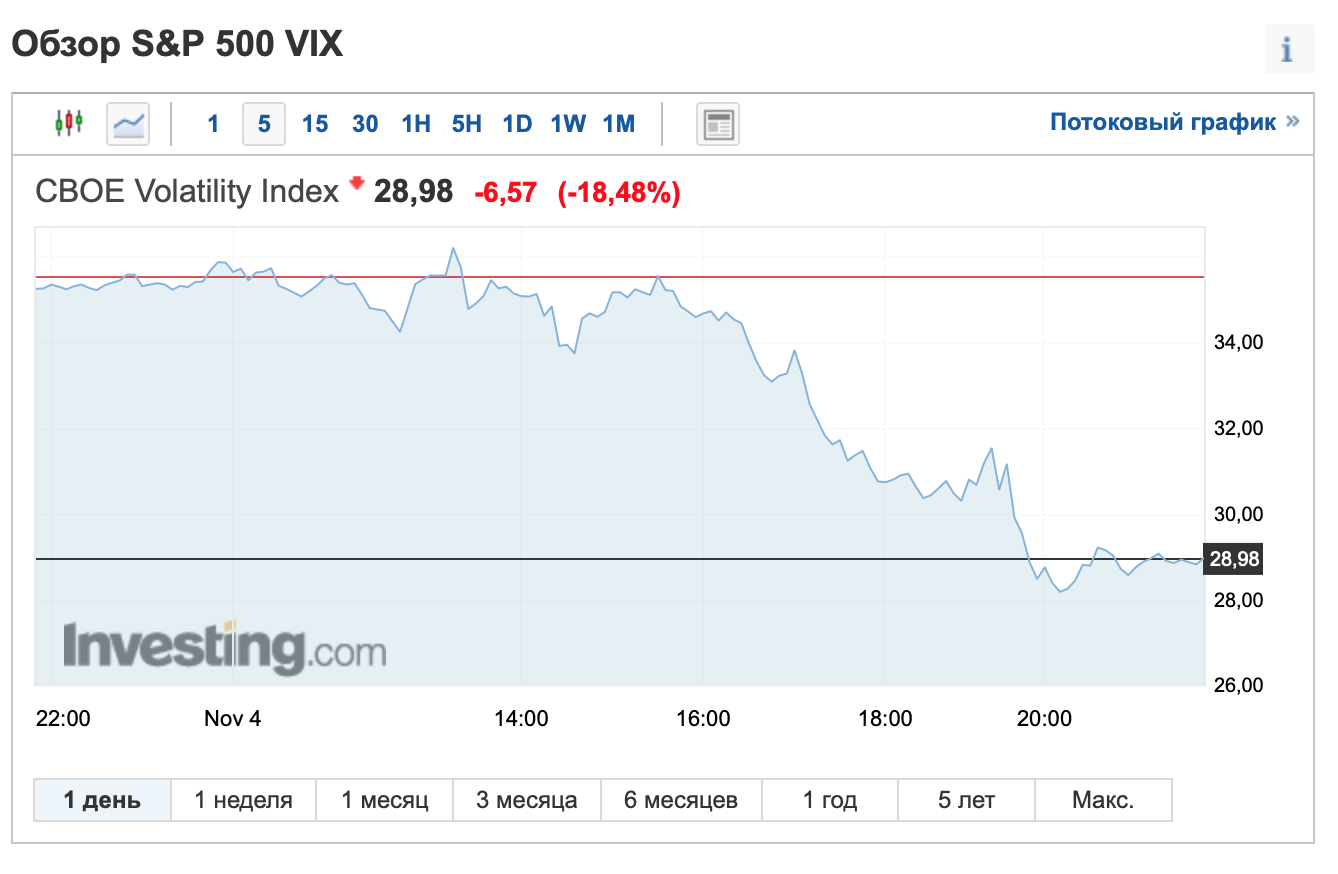 Обзор S&P 500 VIX
i
1 5 15 30 1H 5H 1D 1W 1M
Потоковый график »
CBOE Volatility Index 28,98 -6,57 (-18,48%)
34,00
32,00
30,00
28,98
28,00
26,00
Investing.com
22:00 Nov 4 14:00 16:00 18:00 20:00
1 день 1 неделя 1 месяц 3 месяца 6 месяцев 1 год 5 лет Макс.